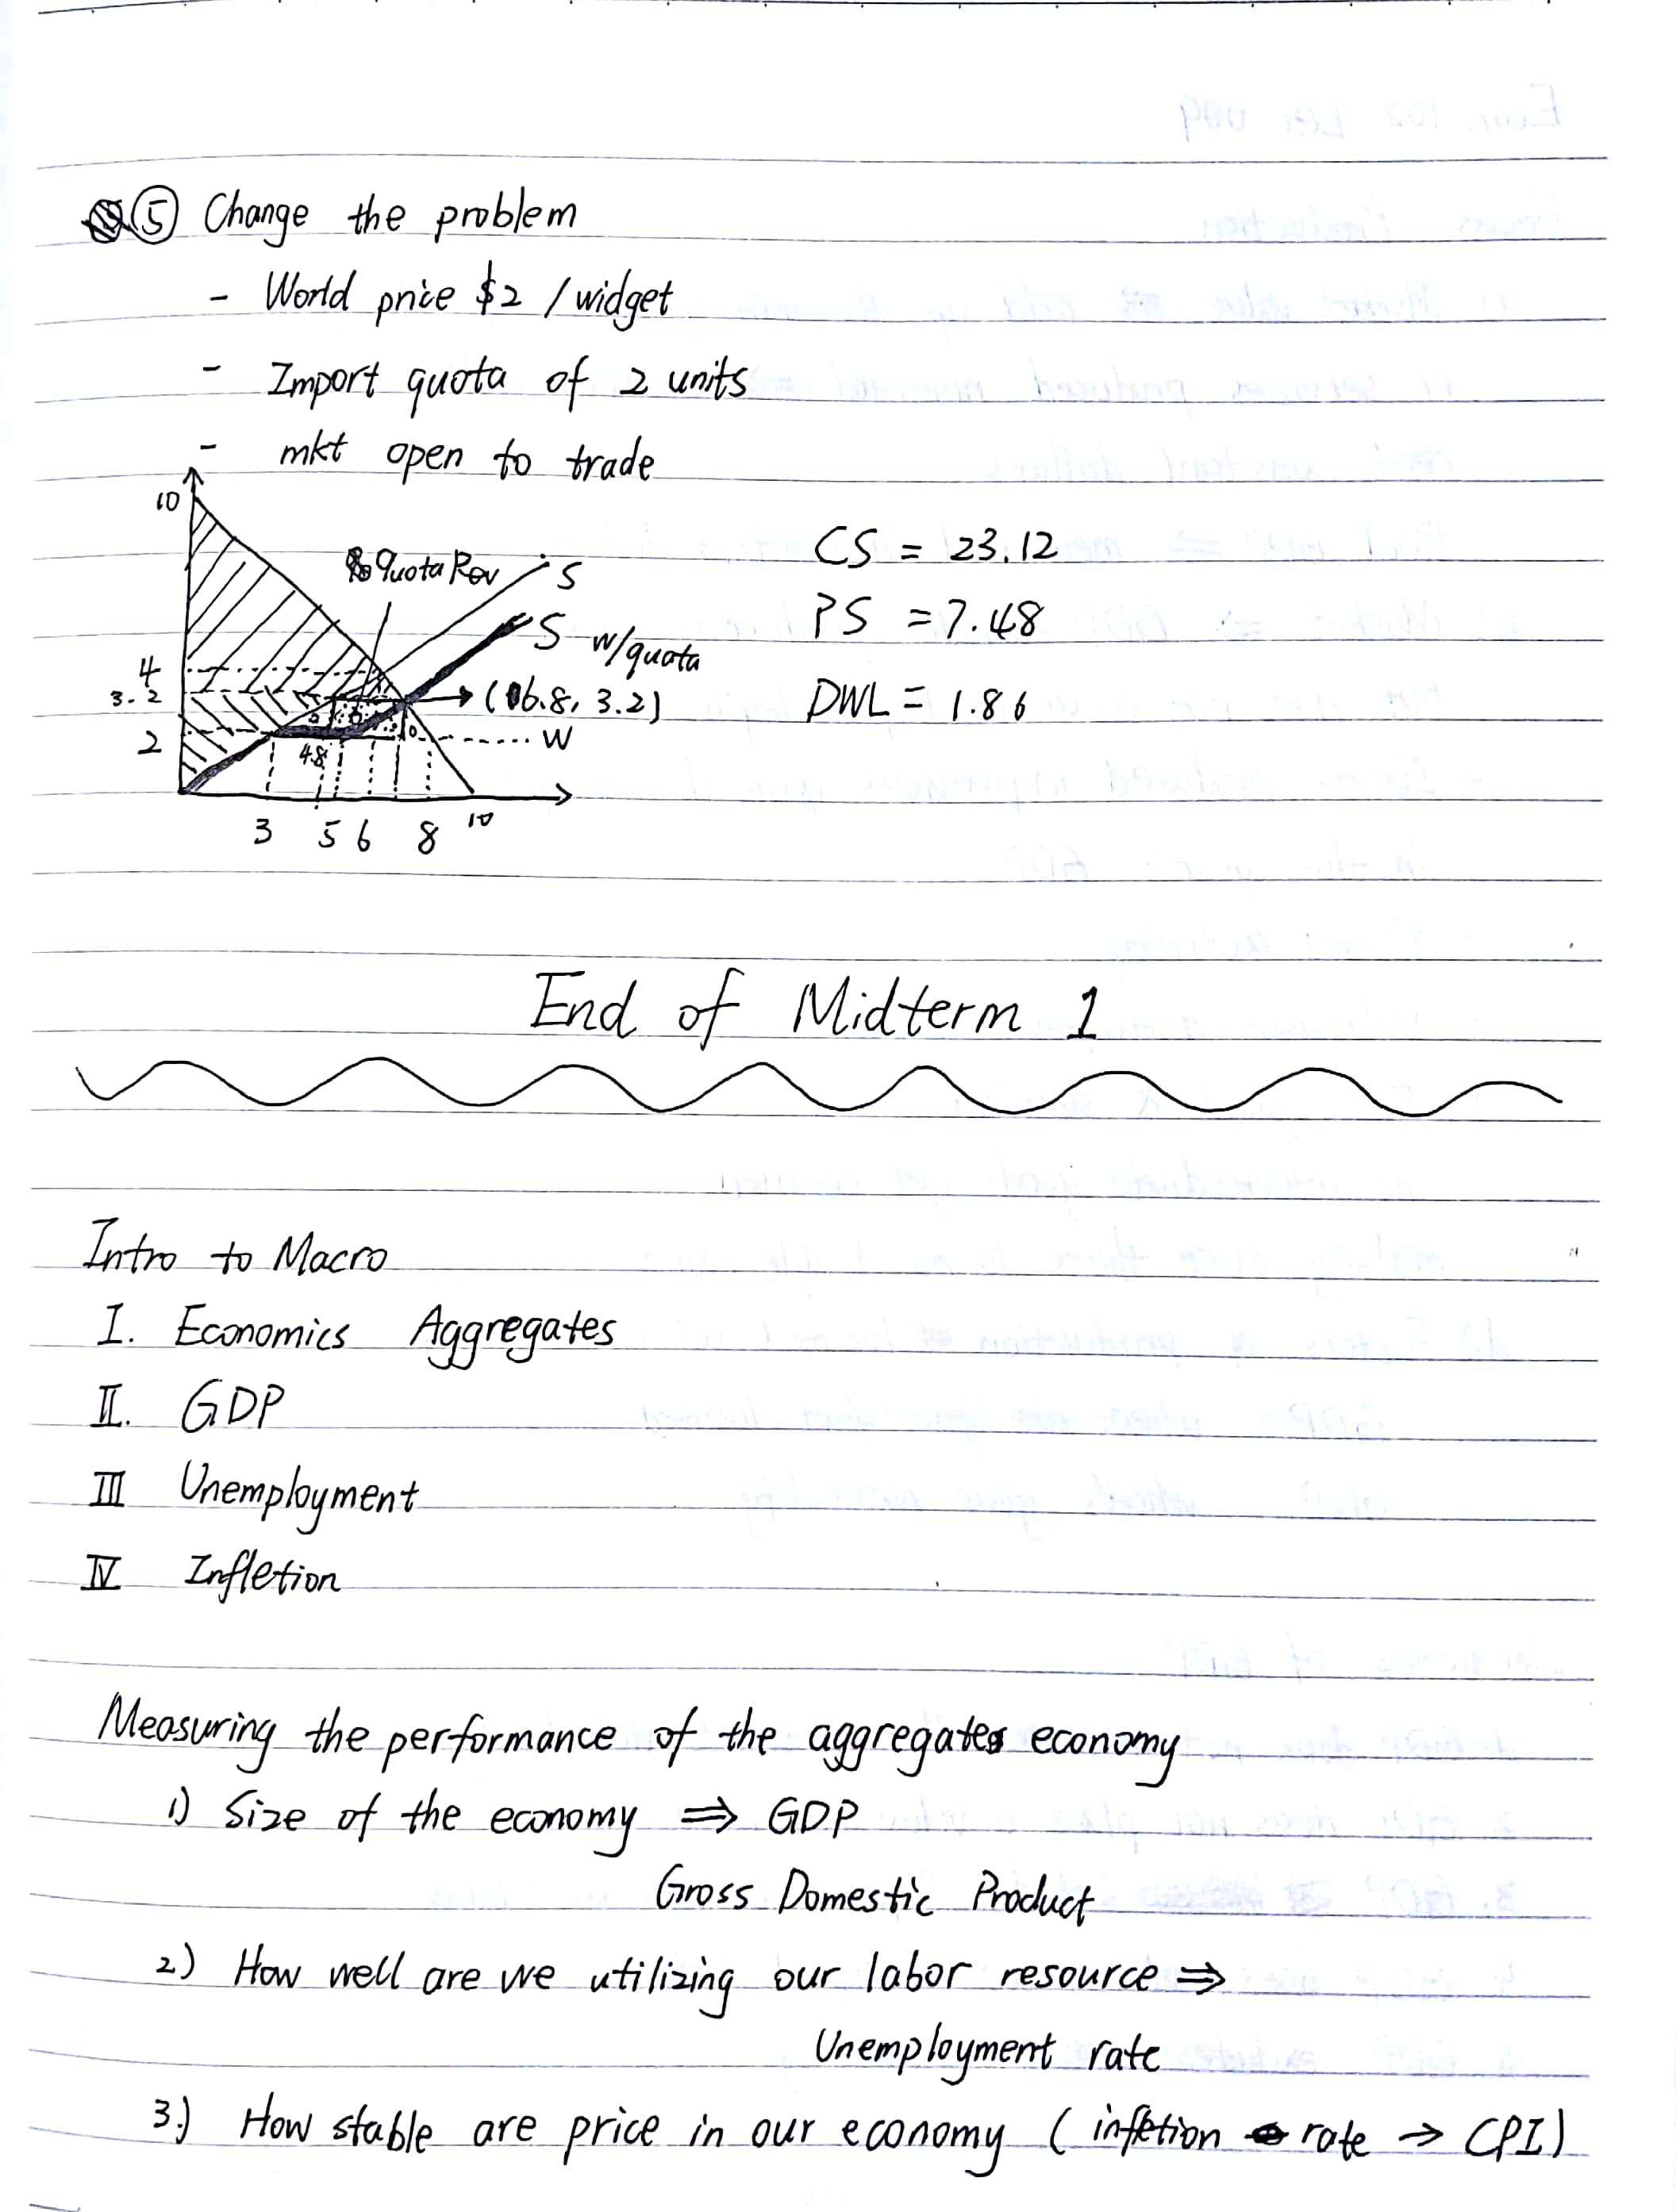 ⑤ Change the problem
- World price $2 / widget
- Import quota of 2 units
- mkt open to trade
10
Quota Rev
S
CS = 23.12
PS = 7.48
S w/quota
4
3.2
(6.8, 3.2)
DWL = 1.86
2
W
4.8
3 5 6 8 10
End of Midterm 1
Intro to Macro
I. Economics Aggregates
II. GDP
III Unemployment
IV Infletion
Measuring the performance of the aggregates economy
1) Size of the economy ⇒ GDP
Gross Domestic Product
2) How well are we utilizing our labor resource ⇒
Unemployment rate
3.) How stable are price in our economy ( infletion rate → CPI )